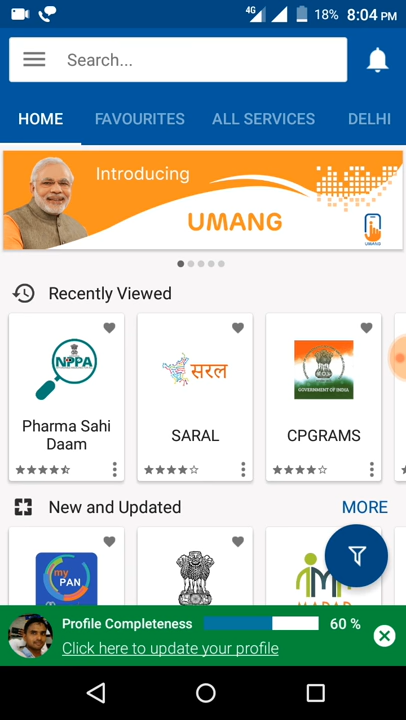 4G 18% 8:04 PM
Search...
HOME FAVOURITES ALL SERVICES DELHI
Introducing
UMANG
UMANG
Recently Viewed
NPPA
सरल
GOVERNMENT OF INDIA
Pharma Sahi
Daam
SARAL
CPGRAMS
New and Updated MORE
my
PAN
Profile Completeness 60 %
Click here to update your profile